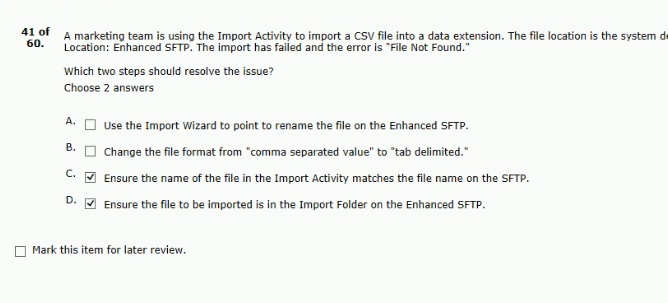 41 of
60.
A marketing team is using the Import Activity to import a CSV file into a data extension. The file location is the system
Location: Enhanced SFTP. The import has failed and the error is "File Not Found."
Which two steps should resolve the issue?
Choose 2 answers
A. Use the Import Wizard to point to rename the file on the Enhanced SFTP.
B. Change the file format from "comma separated value" to "tab delimited."
C. Ensure the name of the file in the Import Activity matches the file name on the SFTP.
D. Ensure the file to be imported is in the Import Folder on the Enhanced SFTP.
Mark this item for later review.